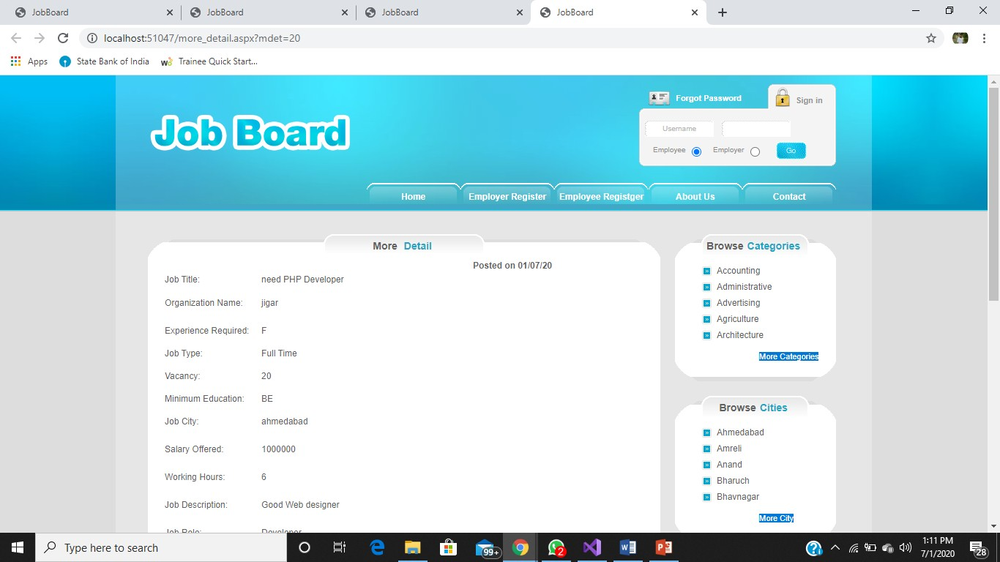 JobBoard JobBoard JobBoard JobBoard
localhost:51047/more_detail.aspx?mdet=20
Apps State Bank of India Trainee Quick Start...
Forgot Password Sign in
Job Board
Username
Employee Employer Go
Home Employer Register Employee Registger About Us Contact
More Detail
Posted on 01/07/20
Job Title: need PHP Developer
Organization Name: jigar
Experience Required: F
Job Type: Full Time
Vacancy: 20
Minimum Education: BE
Job City: ahmedabad
Salary Offered: 1000000
Working Hours: 6
Job Description: Good Web designer
Job Role: Developer
Browse Categories
Accounting
Administrative
Advertising
Agriculture
Architecture
More Categories
Browse Cities
Ahmedabad
Amreli
Anand
Bharuch
Bhavnagar
More City
Type here to search
99+
2
1:11 PM
7/1/2020
28